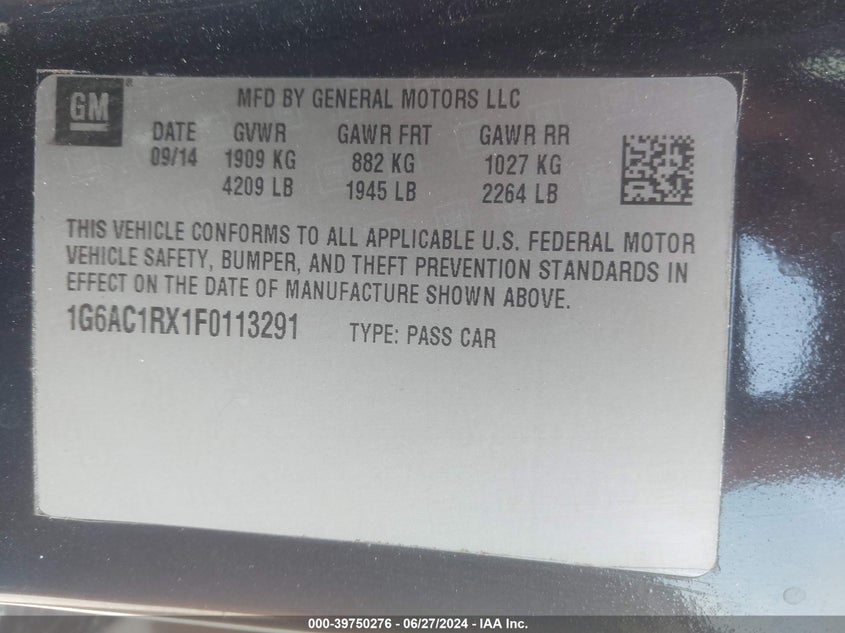 GM
MFD BY GENERAL MOTORS LLC
DATE GVWR GAWR FRT GAWR RR
09/14 1909 KG 882 KG 1027 KG
4209 LB 1945 LB 2264 LB
THIS VEHICLE CONFORMS TO ALL APPLICABLE U.S. FEDERAL MOTOR
VEHICLE SAFETY, BUMPER, AND THEFT PREVENTION STANDARDS IN
EFFECT ON THE DATE OF MANUFACTURE SHOWN ABOVE.
1G6AC1RX1F0113291 TYPE: PASS CAR
000-39750276 - 06/27/2024 - IAA Inc.